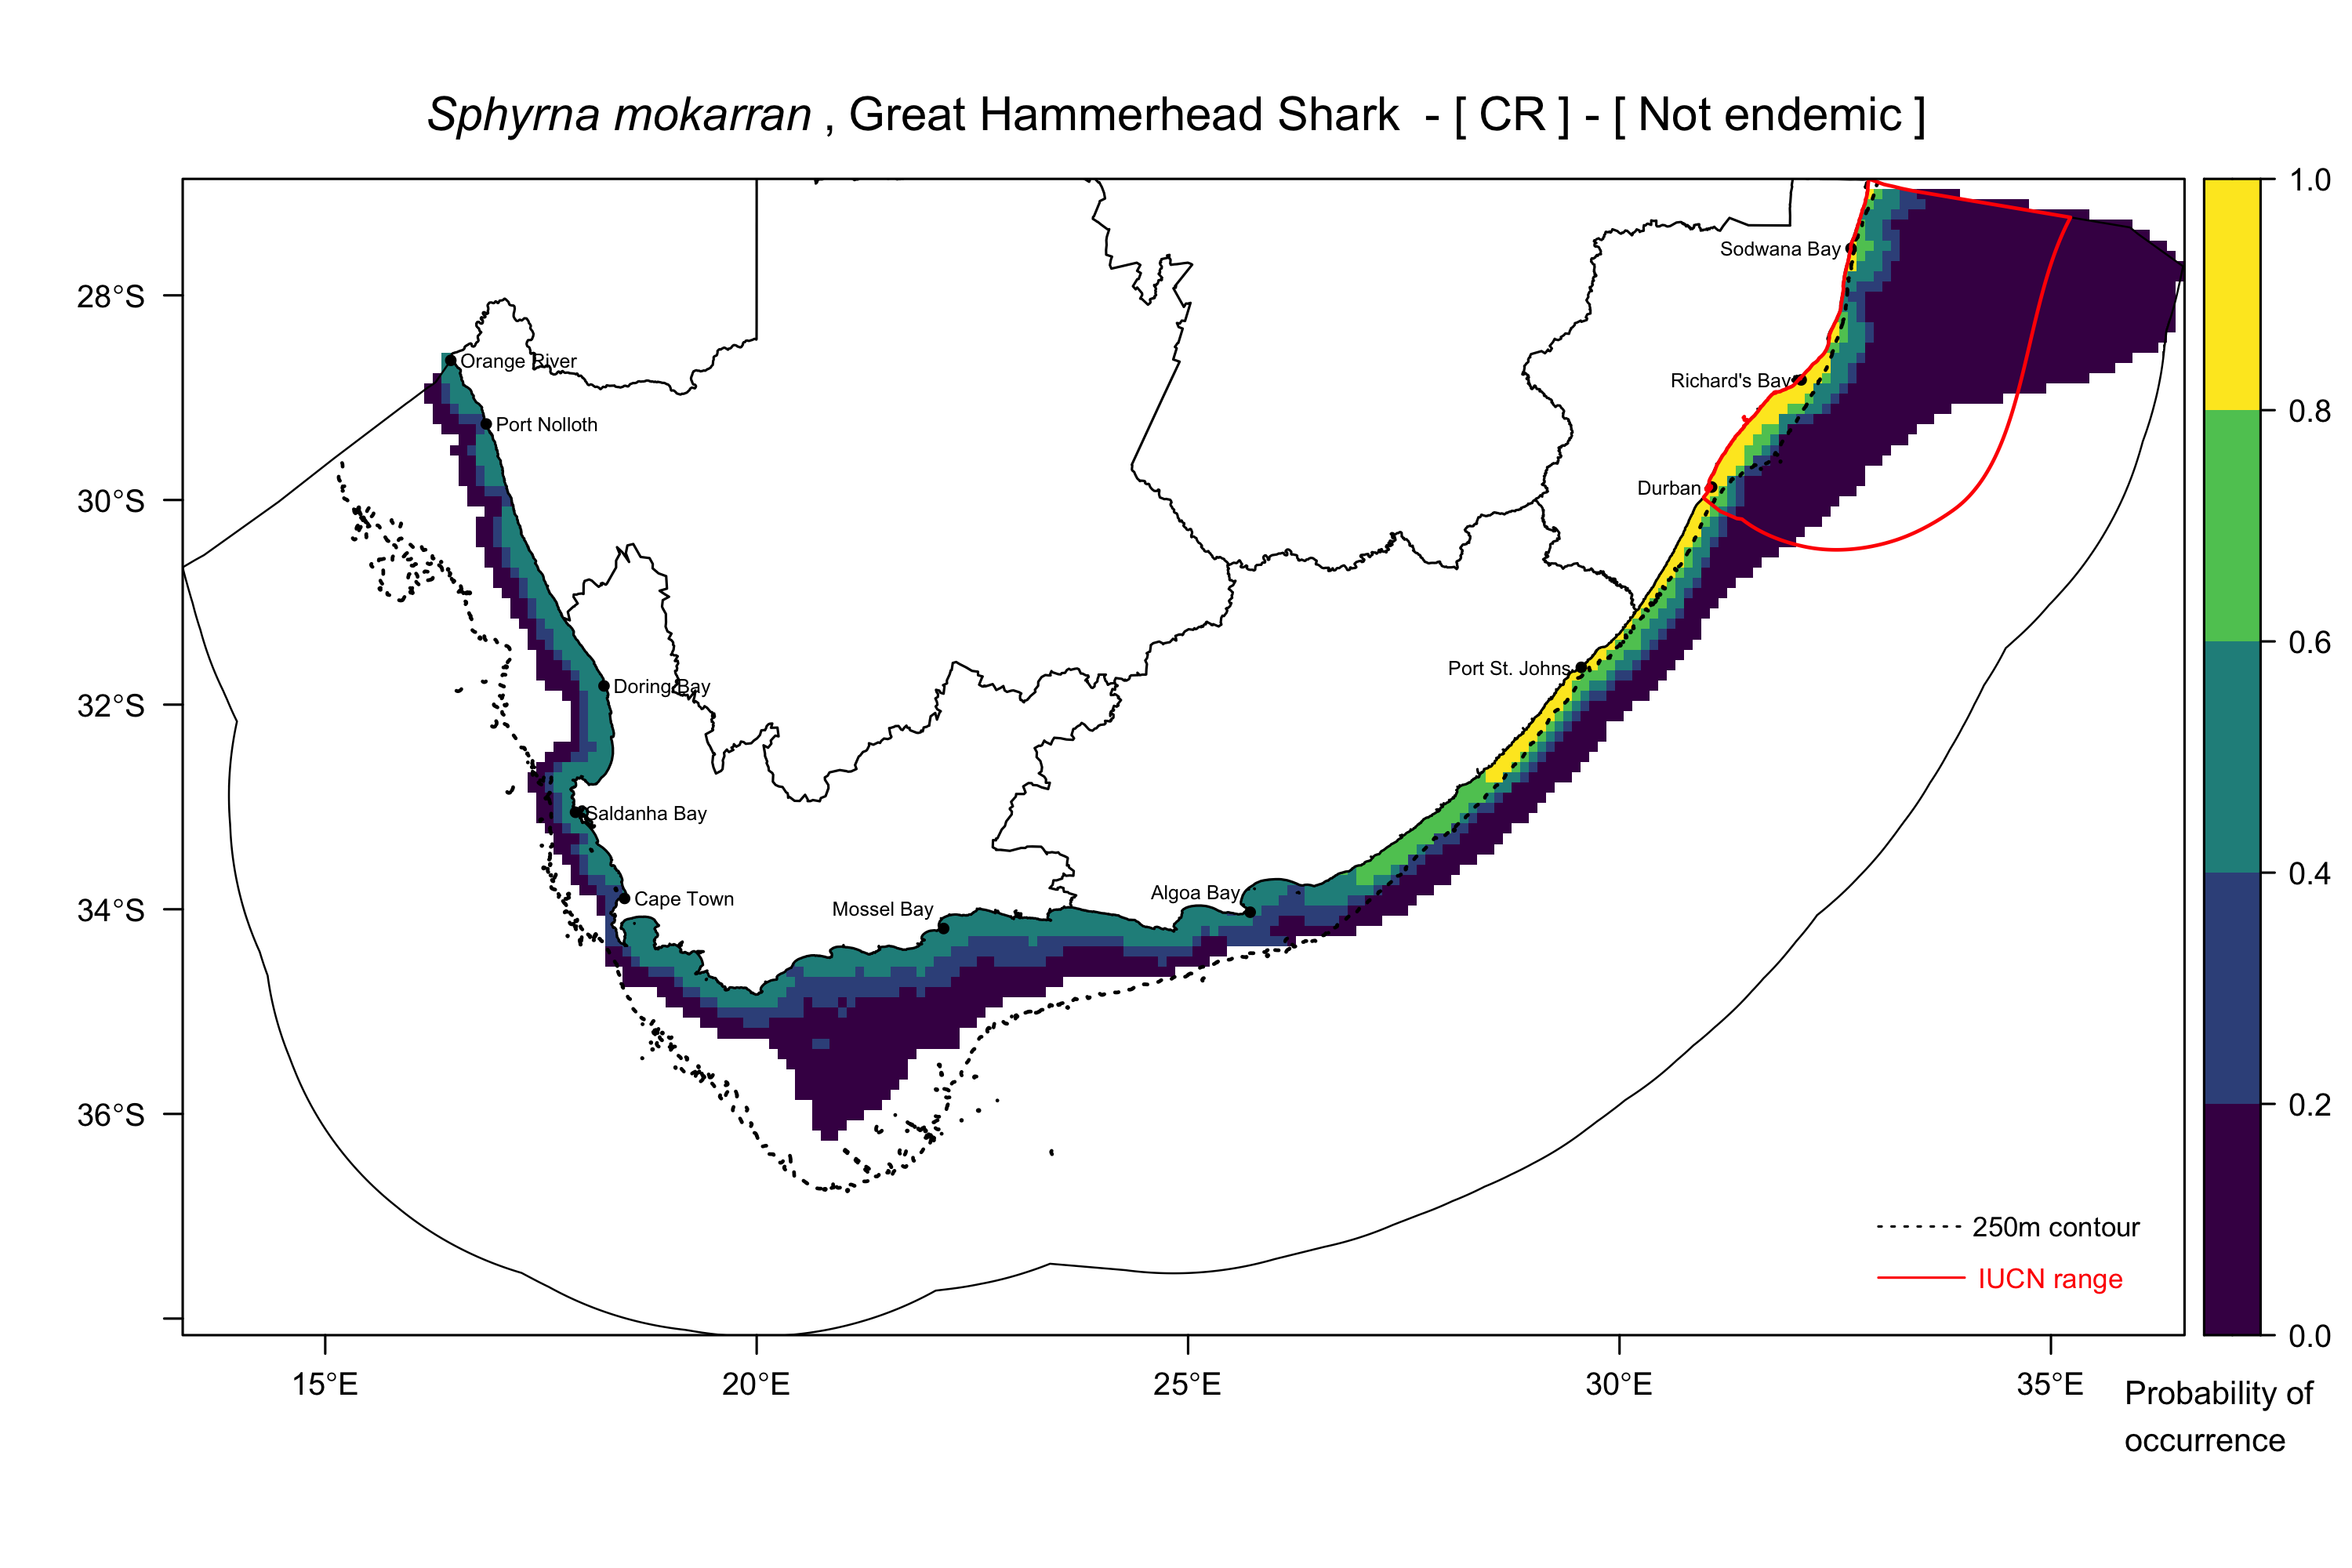 Sphyrna mokarran , Great Hammerhead Shark - [ CR ] - [ Not endemic ]
1.0
Sodwana Bay
28°S
Orange River
Richard's Bay
0.8
Port Nolloth
Durban
30°S
0.6
Port St. Johns
Doring Bay
32°S
Saldanha Bay
0.4
Algoa Bay
Cape Town
Mossel Bay
34°S
0.2
36°S
250m contour
IUCN range
0.0
15°E
20°E
25°E
30°E
35°E
Probability of
occurrence